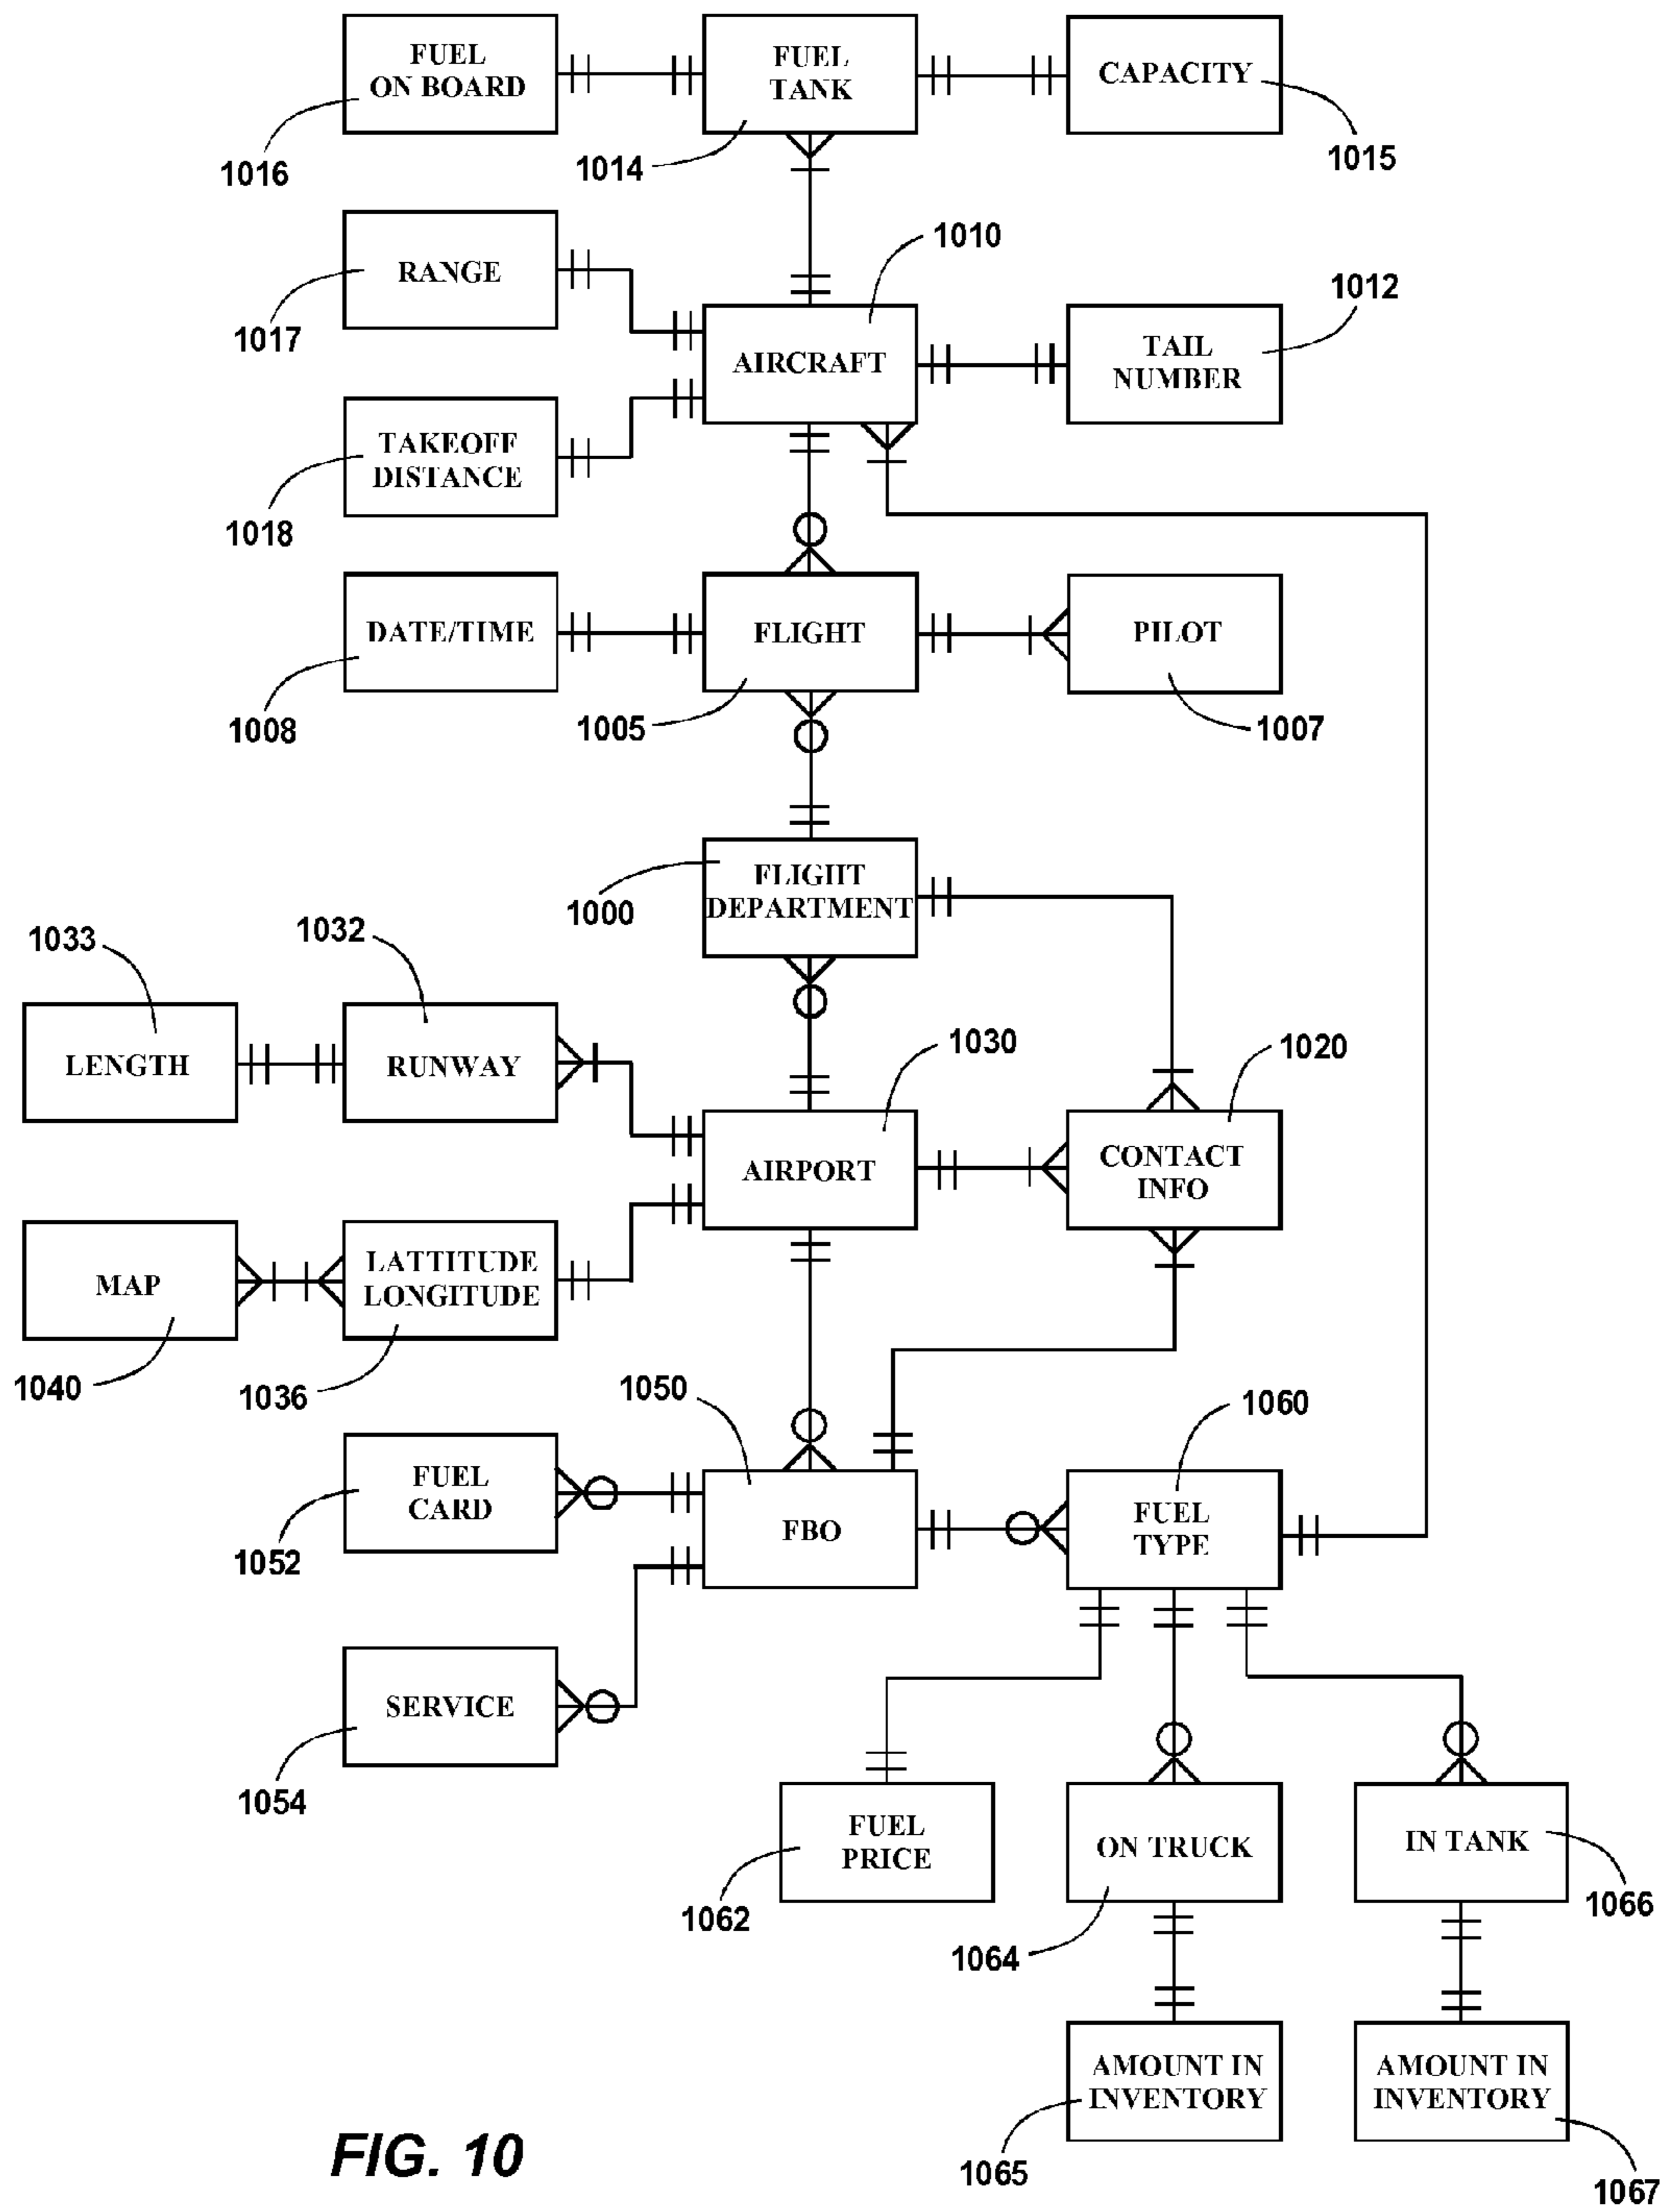 FUEL
ON BOARD
FUEL
TANK
CAPACITY
1016
1014
1015
RANGE
1017
1010
AIRCRAFT
TAIL
NUMBER
1012
TAKEOFF
DISTANCE
1018
DATE/TIME
FLIGHT
PILOT
1008
1005
1007
FLIGHT
DEPARTMENT
1000
1033
1032
LENGTH
RUNWAY
1030
1020
AIRPORT
CONTACT
INFO
MAP
LATTITUDE
LONGITUDE
1040
1036
1050
1060
FUEL
CARD
FBO
FUEL
TYPE
1052
SERVICE
1054
FUEL
PRICE
ON TRUCK
IN TANK
1062
1064
1066
AMOUNT IN
INVENTORY
AMOUNT IN
INVENTORY
1065
1067
FIG. 10